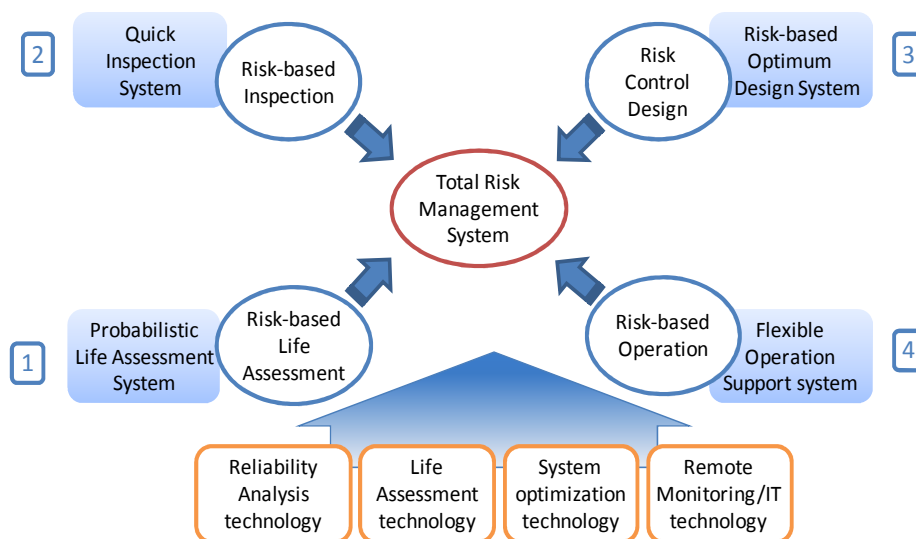 2
Quick
Inspection
System
Risk-based
Inspection
Risk
Control
Design
Risk-based
Optimum
Design System
3
Total Risk
Management
System
1
Probabilistic
Life Assessment
System
Risk-based
Life
Assessment
Risk-based
Operation
Flexible
Operation
Support system
4
Reliability
Analysis
technology
Life
Assessment
technology
System
optimization
technology
Remote
Monitoring/IT
technology